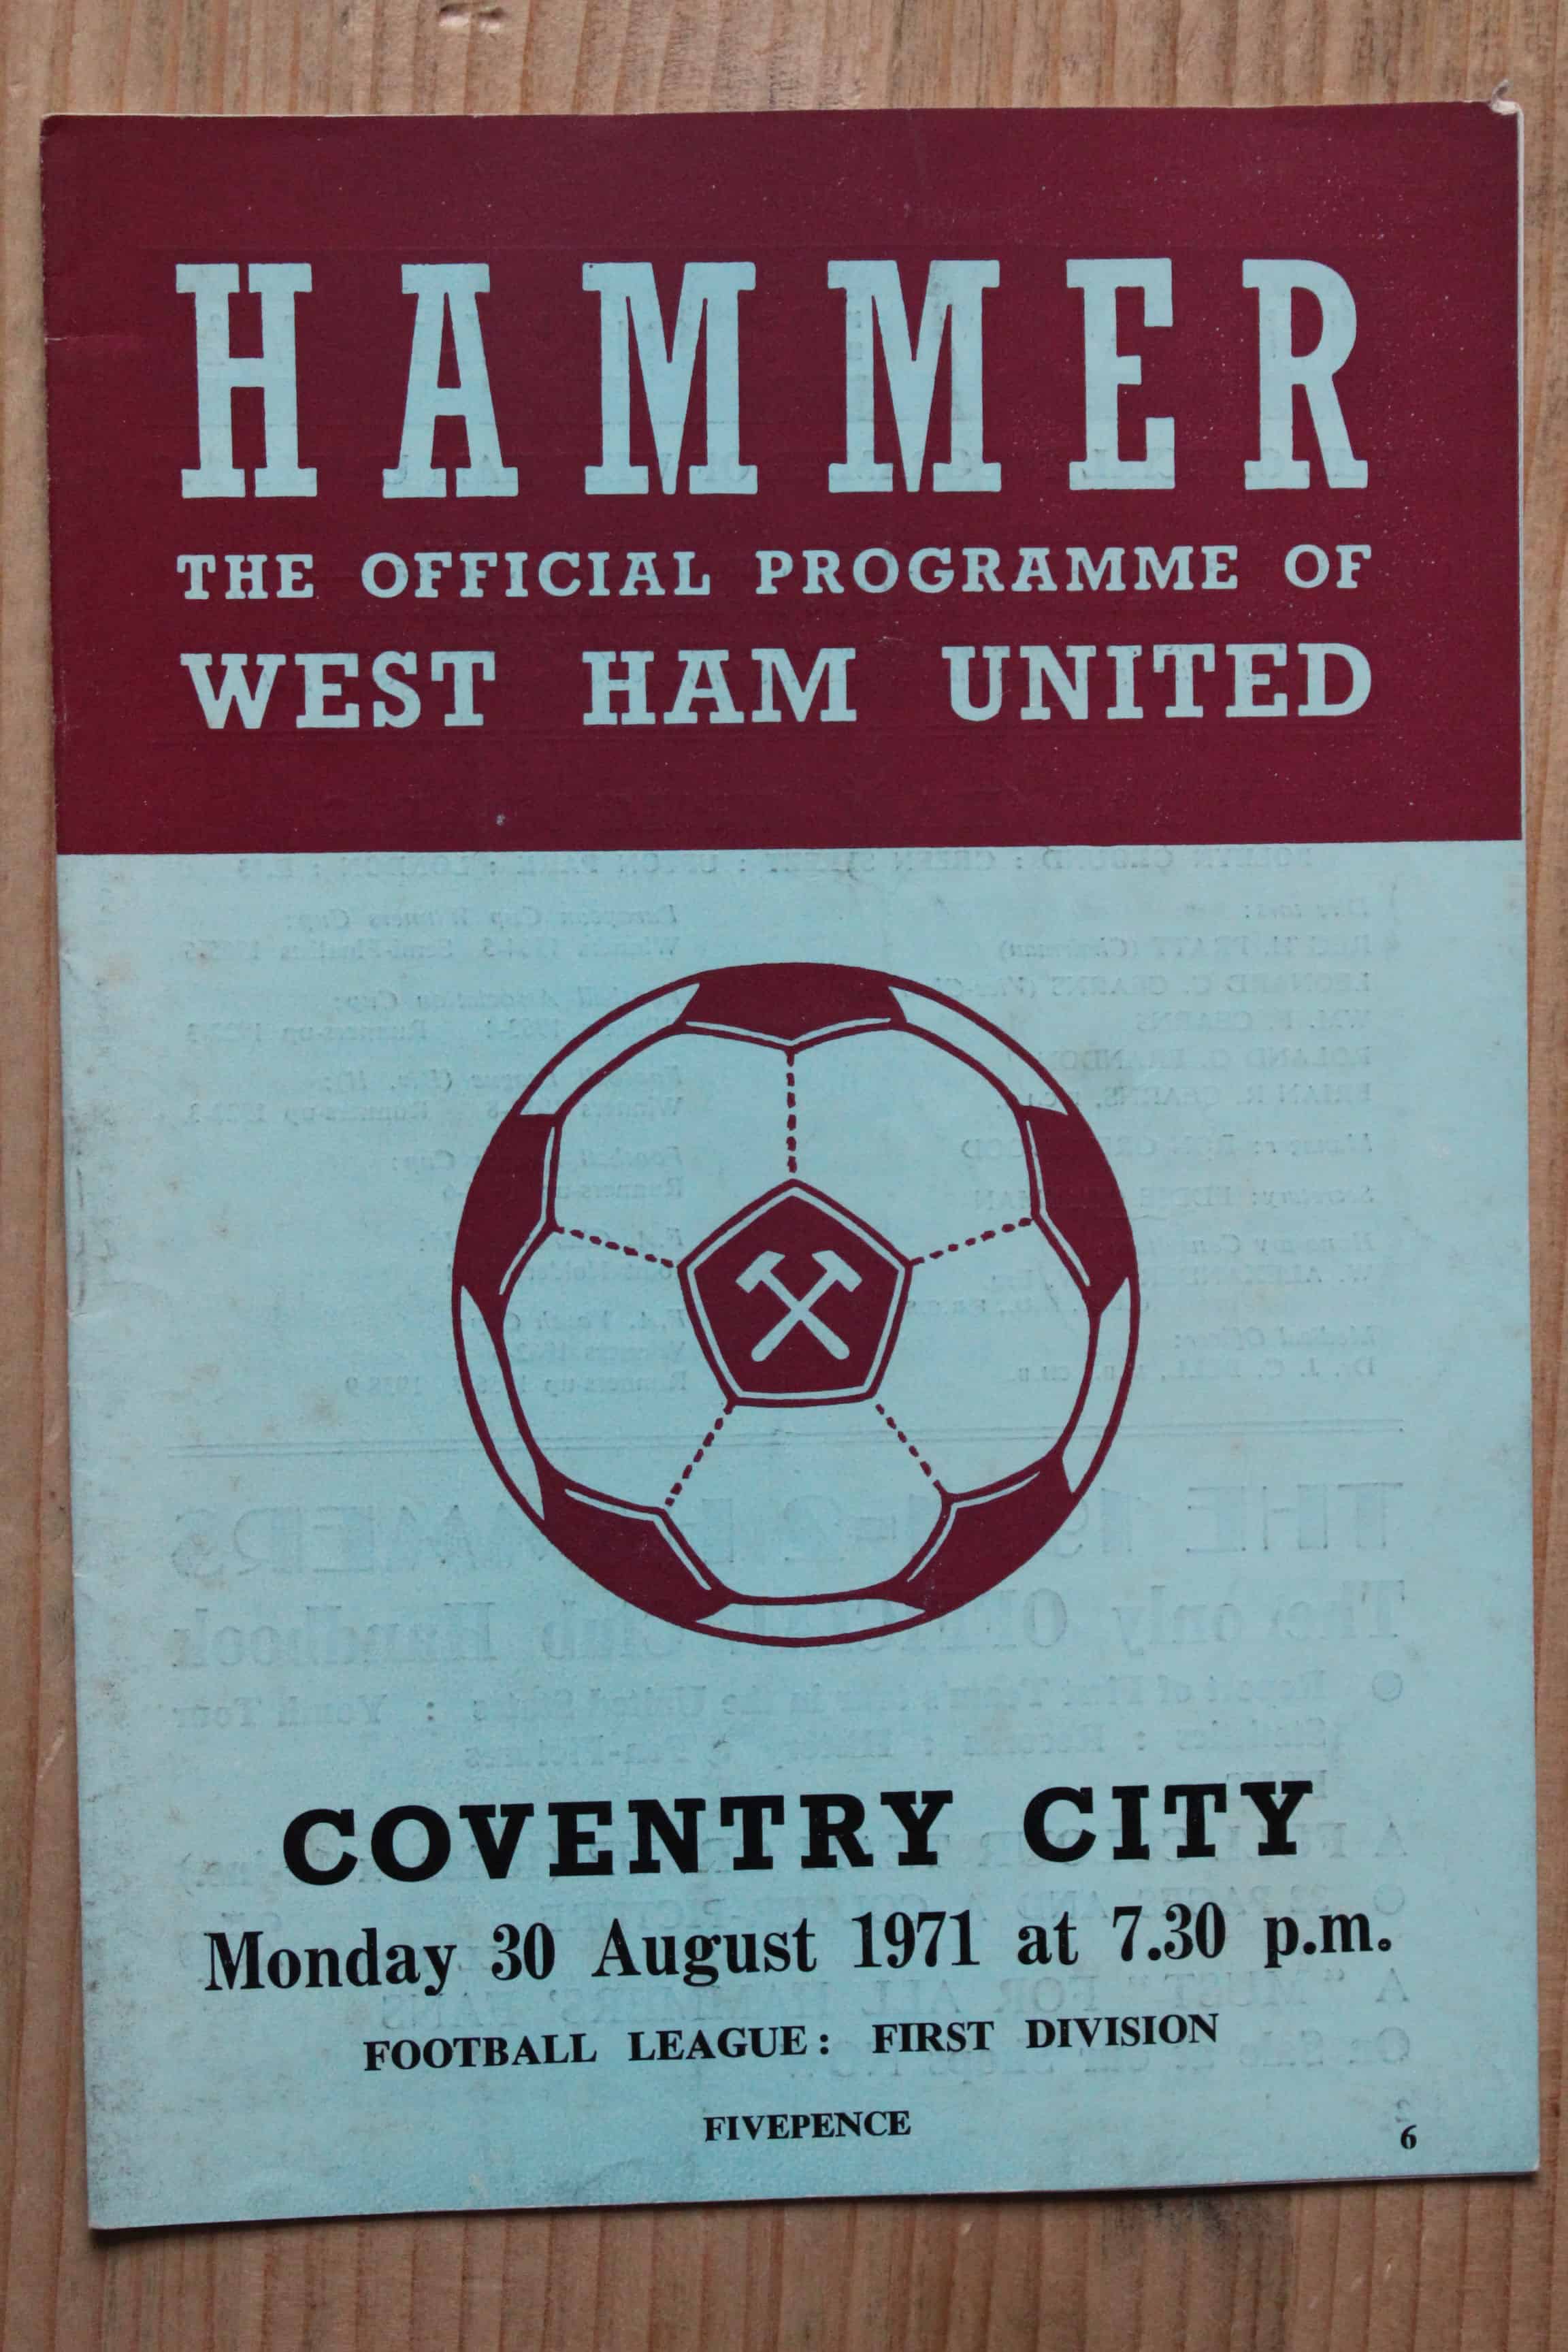 HAMMER
THE OFFICIAL PROGRAMME OF
WEST HAM UNITED
COVENTRY CITY
Monday 30 August 1971 at 7.30 p.m.
FOOTBALL LEAGUE: FIRST DIVISION
FIVEPENCE
6